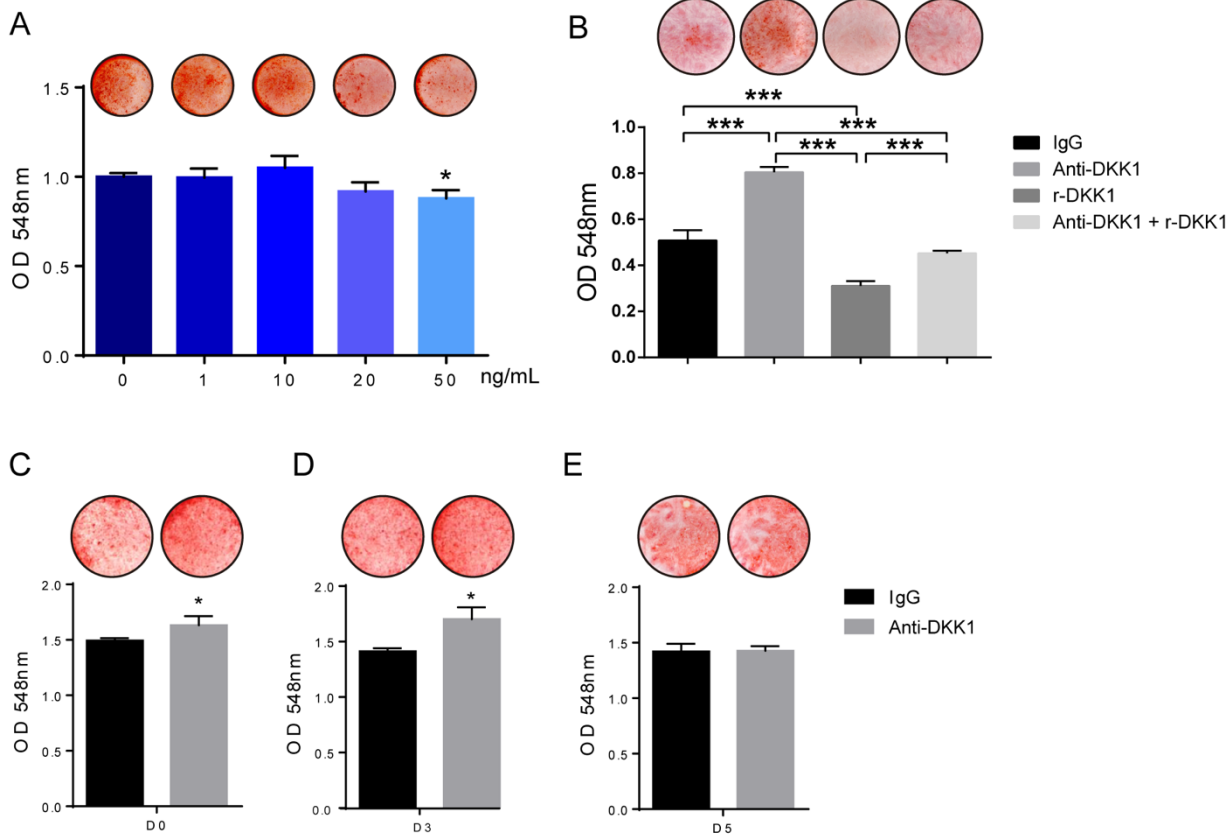 A
1.5
1.0
0.5
0.0
OD 548nm
*
0 1 10 20 50 ng/mL
B
***
*** ***
*** ***
1.0
0.8
0.6
0.4
0.2
0.0
OD 548nm
IgG
Anti-DKK1
r-DKK1
Anti-DKK1 + r-DKK1
C
2.0
1.5
1.0
0.5
0.0
OD 548nm
*
D0
D
2.0
1.5
1.0
0.5
0.0
OD 548nm
*
D3
E
2.0
1.5
1.0
0.5
0.0
OD 548nm
D5
IgG
Anti-DKK1